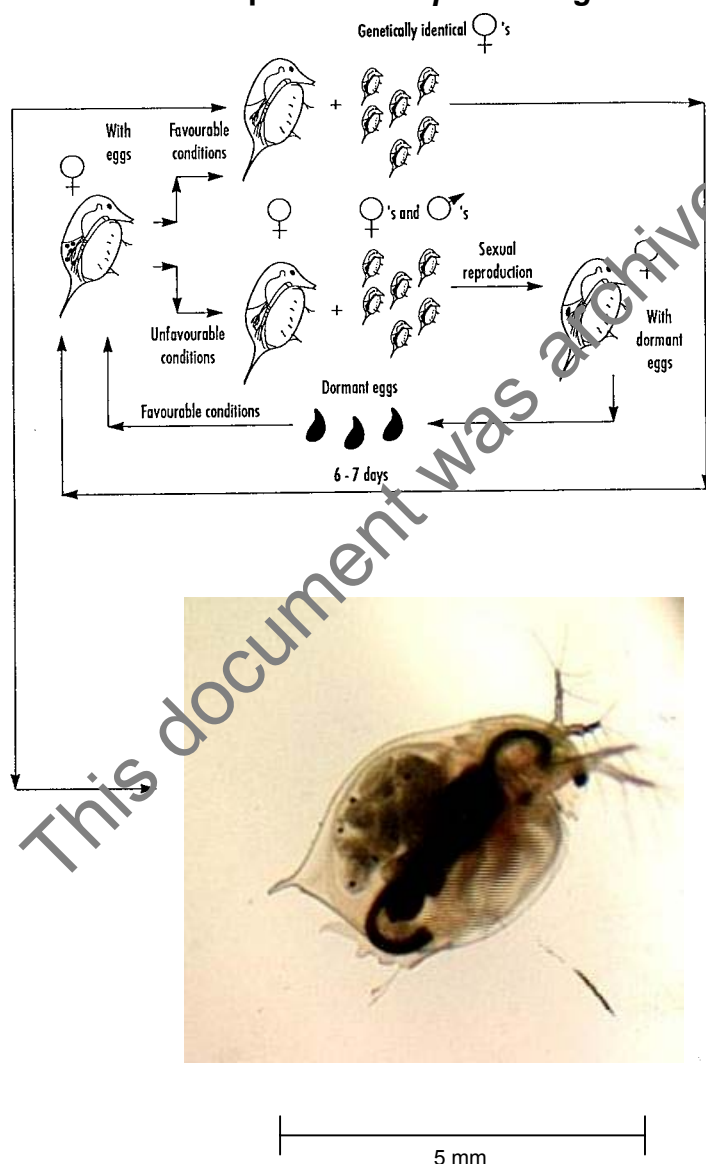 Genetically identical ♀'s
With
eggs
Favourable
conditions
♀
+
♀
♀'s and ♂'s
Sexual
reproduction
+
♀
With
dormant
eggs
Unfavourable
conditions
Dormant eggs
Favourable conditions
6 - 7 days
This document was
5 mm